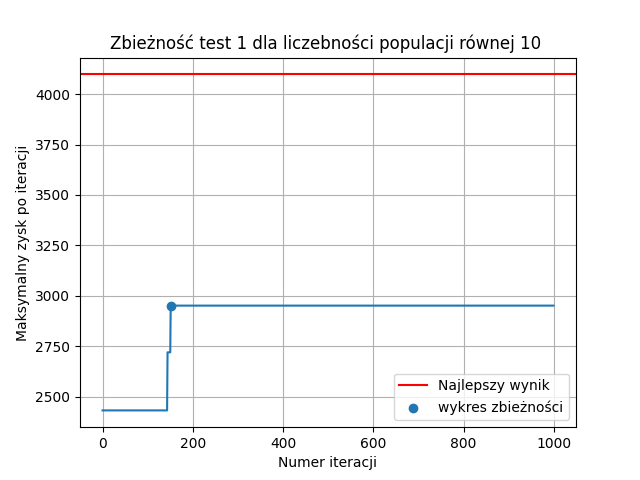 Zbieżność test 1 dla liczebności populacji równej 10
4000
3750
3500
3250
3000
2750
2500
Maksymalny zysk po iteracji
Najlepszy wynik
wykres zbieżności
0 200 400 600 800 1000
Numer iteracji